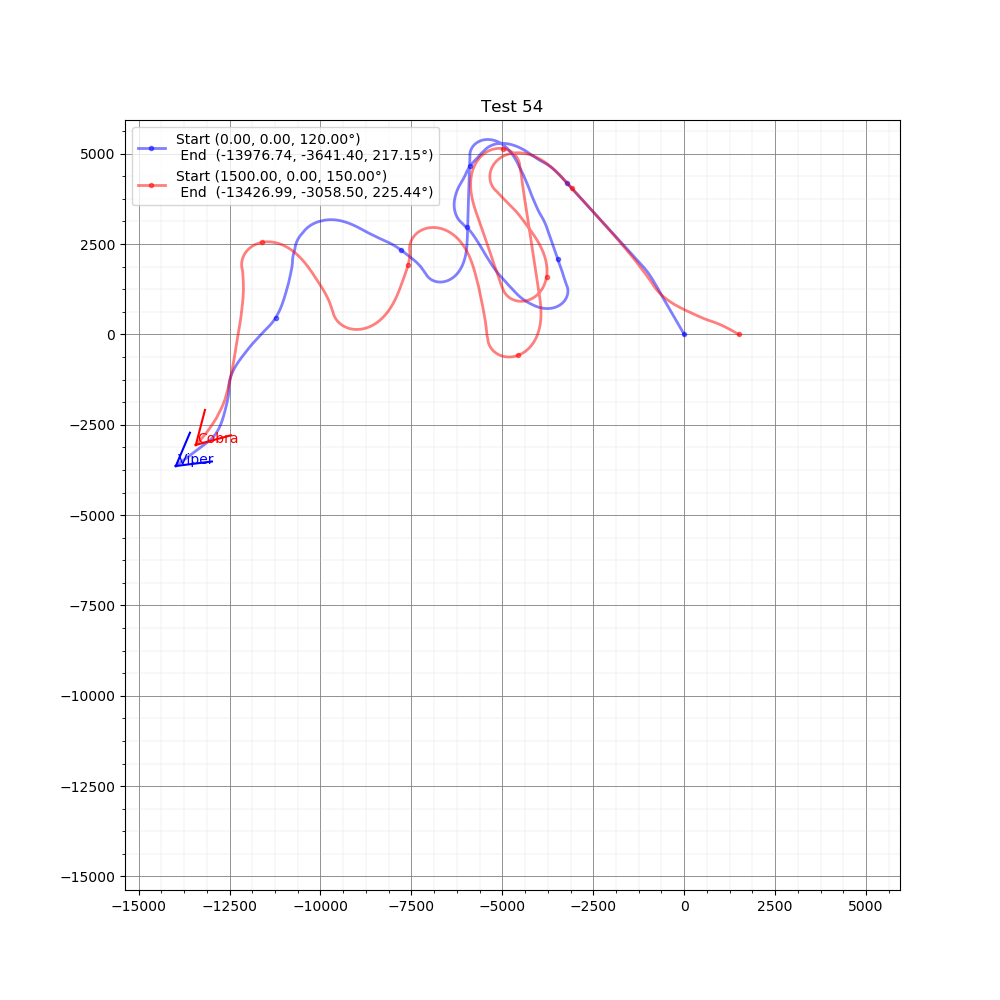 Test 54
Start (0.00, 0.00, 120.00°)
End (-13976.74, -3641.40, 217.15°)
Start (1500.00, 0.00, 150.00°)
End (-13426.99, -3058.50, 225.44°)
5000
2500
0
−2500
−5000
−7500
−10000
−12500
−15000
Cobra
Viper
−15000 −12500 −10000 −7500 −5000 −2500 0 2500 5000